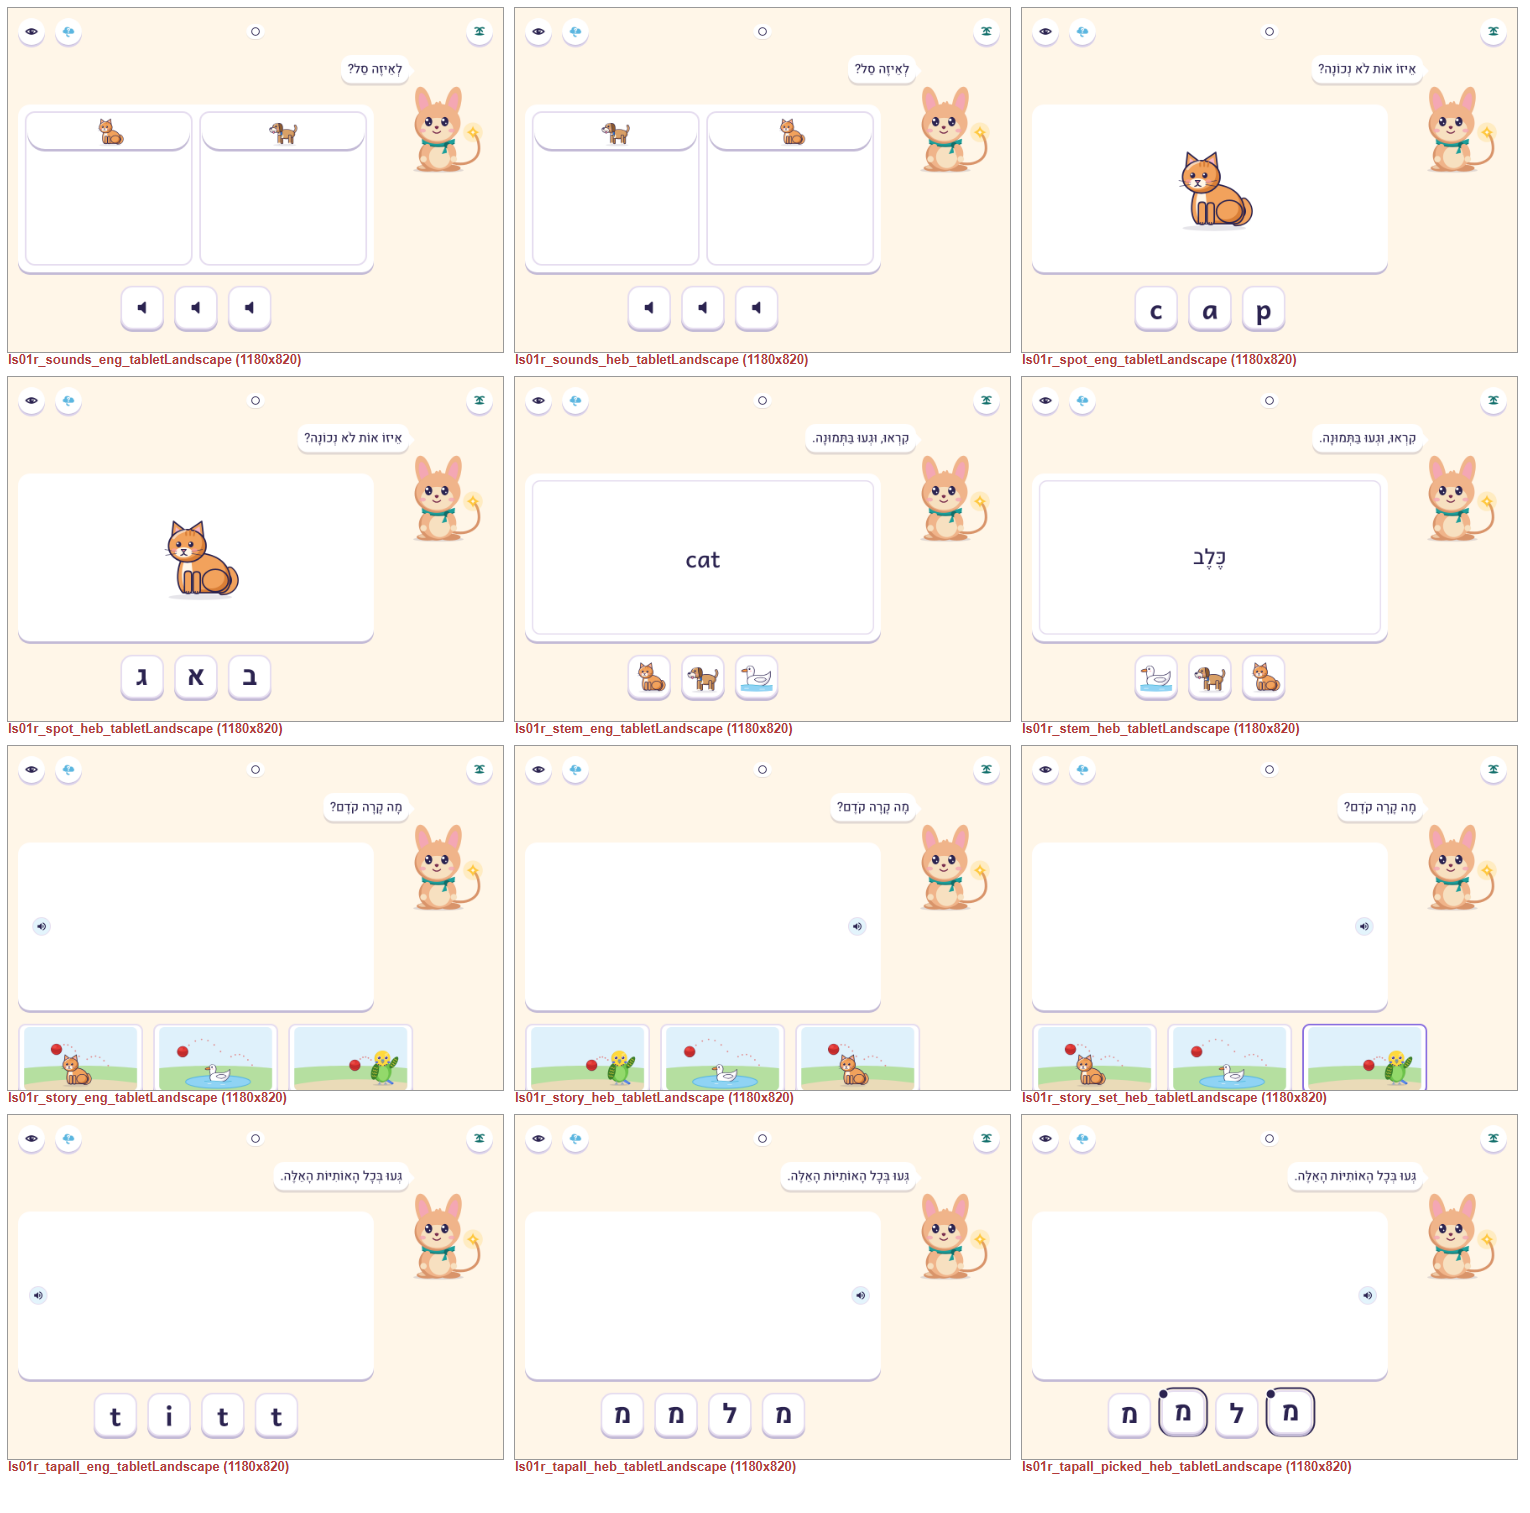 לְאֵיזֶה סַל?
ls01r_sounds_eng_tabletLandscape (1180x820)
לְאֵיזֶה סַל?
ls01r_sounds_heb_tabletLandscape (1180x820)
אֵיזוֹ אוֹת לֹא נְכוֹנָה?
c a p
ls01r_spot_eng_tabletLandscape (1180x820)
אֵיזוֹ אוֹת לֹא נְכוֹנָה?
ב א ג
ls01r_spot_heb_tabletLandscape (1180x820)
קִרְאוּ, וּגְעוּ בַּתְּמוּנָה.
cat
ls01r_stem_eng_tabletLandscape (1180x820)
קִרְאוּ, וּגְעוּ בַּתְּמוּנָה.
כֶּלֶב
ls01r_stem_heb_tabletLandscape (1180x820)
מָה קָרָה קֹדֶם?
ls01r_story_eng_tabletLandscape (1180x820)
מָה קָרָה קֹדֶם?
ls01r_story_heb_tabletLandscape (1180x820)
מָה קָרָה קֹדֶם?
ls01r_story_set_heb_tabletLandscape (1180x820)
גְּעוּ בְּכָל הָאוֹתִיּוֹת הָאֵלֶּה.
t i t t
ls01r_tapall_eng_tabletLandscape (1180x820)
גְּעוּ בְּכָל הָאוֹתִיּוֹת הָאֵלֶּה.
מ ל מ מ
ls01r_tapall_heb_tabletLandscape (1180x820)
גְּעוּ בְּכָל הָאוֹתִיּוֹת הָאֵלֶּה.
מ ל מ מ
ls01r_tapall_picked_heb_tabletLandscape (1180x820)